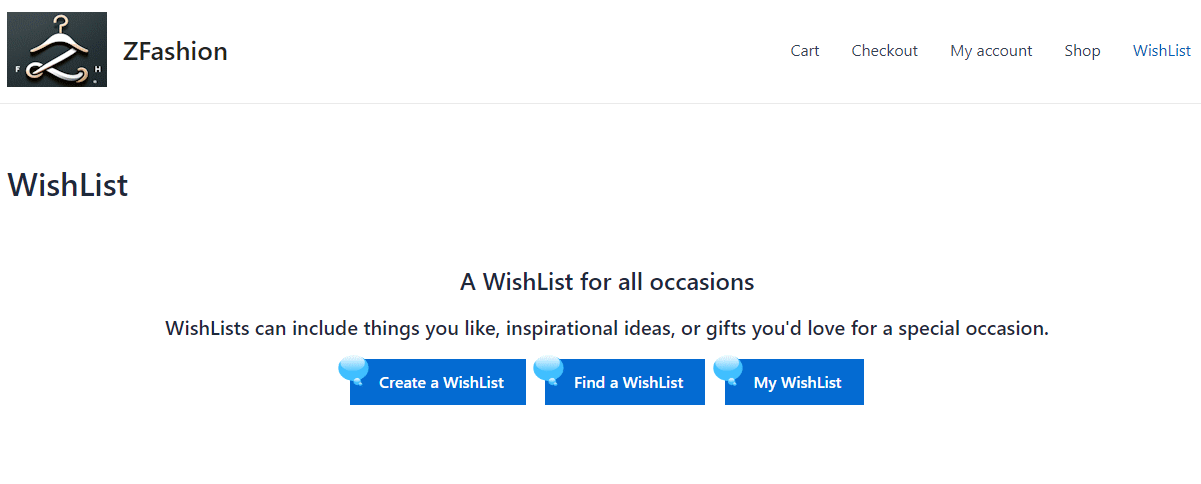 F H
ZFashion
Cart Checkout My account Shop WishList
WishList
A WishList for all occasions
WishLists can include things you like, inspirational ideas, or gifts you'd love for a special occasion.
Create a WishList Find a WishList My WishList